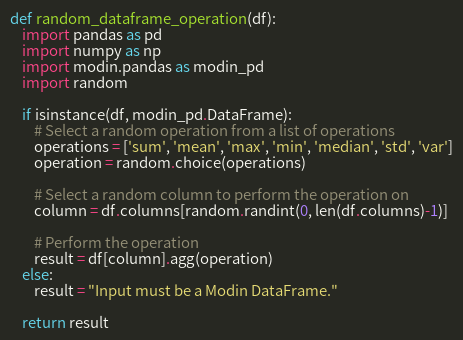 def random_dataframe_operation(df):
    import pandas as pd
    import numpy as np
    import modin.pandas as modin_pd
    import random

    if isinstance(df, modin_pd.DataFrame):
        # Select a random operation from a list of operations
        operations = ['sum', 'mean', 'max', 'min', 'median', 'std', 'var']
        operation = random.choice(operations)

        # Select a random column to perform the operation on
        column = df.columns[random.randint(0, len(df.columns)-1)]

        # Perform the operation
        result = df[column].agg(operation)
    else:
        result = "Input must be a Modin DataFrame."

    return result